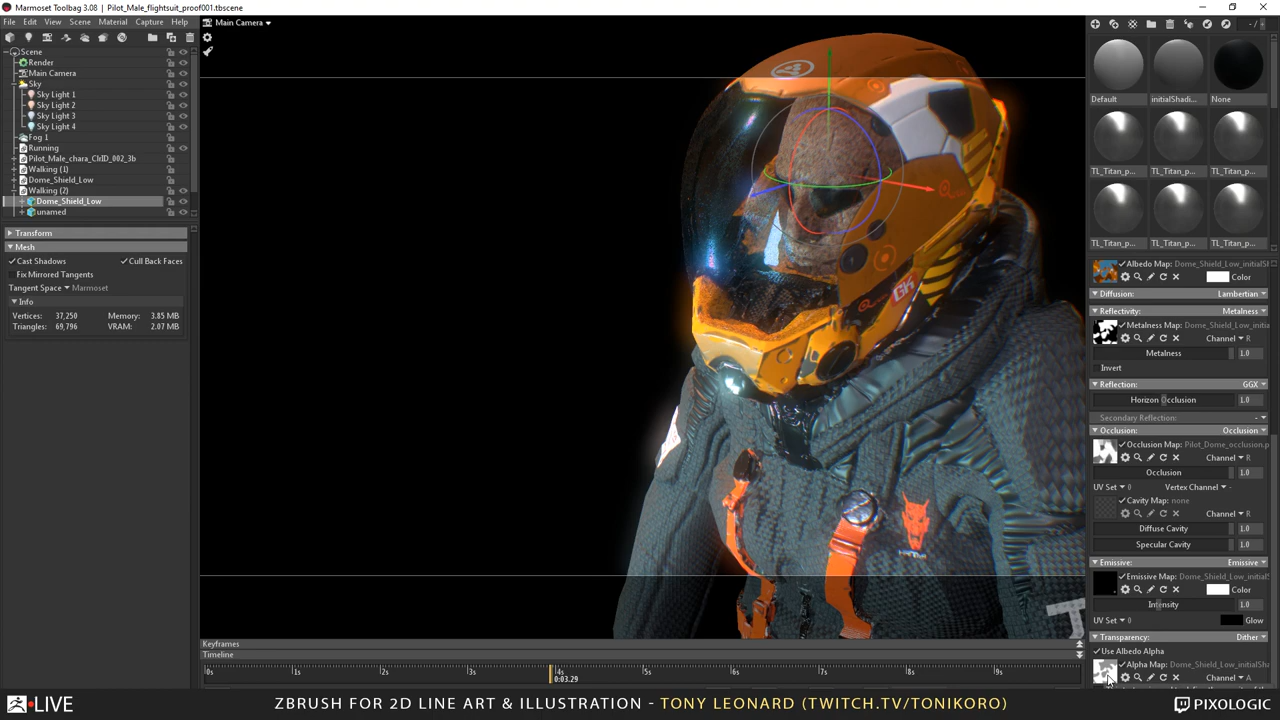 Marmoset Toolbag 3.08 | Pilot_Male_flightsuit_proof001.tbscene
File Edit View Scene Material Capture Help
Main Camera
Scene
Render
Main Camera
Sky
Sky Light 1
Sky Light 2
Sky Light 3
Sky Light 4
Fog 1
Running
Pilot_Male_chara_ClrID_002_3b
Walking (1)
Dome_Shield_Low
Walking (2)
Dome_Shield_Low
unamed
Transform
Mesh
Cast Shadows Cull Back Faces
Fix Mirrored Tangents
Tangent Space Marmoset
Info
Vertices: 37,250 Memory: 3.85 MB
Triangles: 69,796 VRAM: 2.07 MB
GK
Keyframes
Timeline
0s 1s 2s 3s 4s 5s 6s 7s 8s 9s
0:03.29
Default initialShadi... None
TL_Titan_p... TL_Titan_p... TL_Titan_p...
TL_Titan_p... TL_Titan_p... TL_Titan_p...
Albedo Map: Dome_Shield_Low_initialSh
Color
Diffusion: Lambertian
Reflectivity: Metalness
Metalness Map: Dome_Shield_Low_initial
Channel R
Metalness 1.0
Invert
Reflection: GGX
Horizon Occlusion 1.0
Secondary Reflection: -
Occlusion: Occlusion
Occlusion Map: Pilot_Dome_occlusion.p
Channel R
Occlusion 1.0
UV Set 0 Vertex Channel -
Cavity Map: none
Channel R
Diffuse Cavity 1.0
Specular Cavity 1.0
Emissive: Emissive
Emissive Map: Dome_Shield_Low_initialS
Color
Intensity 1.0
UV Set 0 Glow
Transparency: Dither
Use Albedo Alpha
Alpha Map: Dome_Shield_Low_initialSha
Channel A
LIVE
ZBRUSH FOR 2D LINE ART & ILLUSTRATION - TONY LEONARD (TWITCH.TV/TONIKORO)
PIXOLOGIC